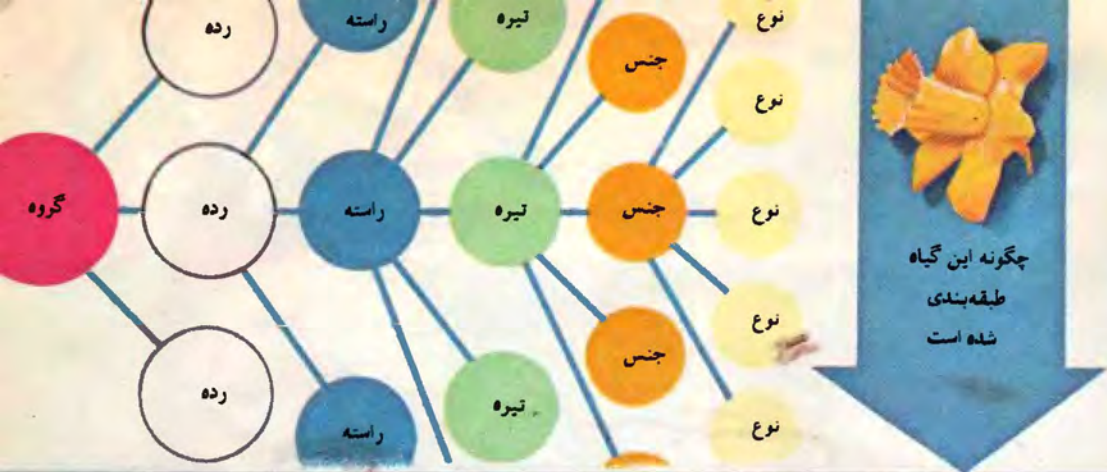 نوع
تیره
راسته
رده
جنس
نوع
نوع
جنس
تیره
راسته
رده
گروه
نوع
جنس
رده
تیره
نوع
راسته
چگونه این گیاه
طبقه‌بندی
شده است